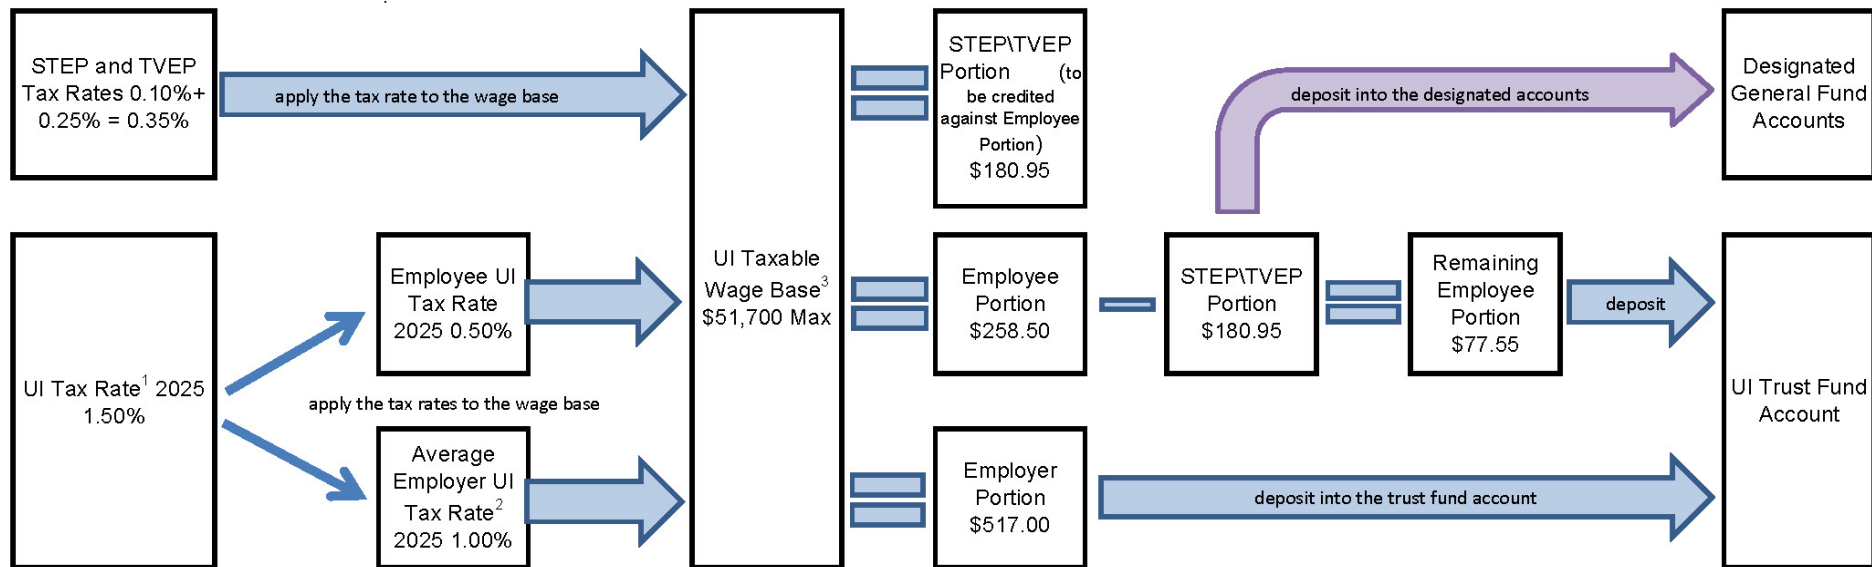 STEP and TVEP
Tax Rates 0.10%+
0.25% = 0.35%
apply the tax rate to the wage base
STEP\TVEP
Portion (to
be credited
against Employee
Portion)
$180.95
deposit into the designated accounts
Designated
General Fund
Accounts
UI Tax Rate1 2025
1.50%
Employee UI
Tax Rate
2025 0.50%
apply the tax rates to the wage base
Average
Employer UI
Tax Rate2
2025 1.00%
UI Taxable
Wage Base3
$51,700 Max
Employee
Portion
$258.50
STEP\TVEP
Portion
$180.95
Remaining
Employee
Portion
$77.55
deposit
Employer
Portion
$517.00
deposit into the trust fund account
UI Trust Fund
Account